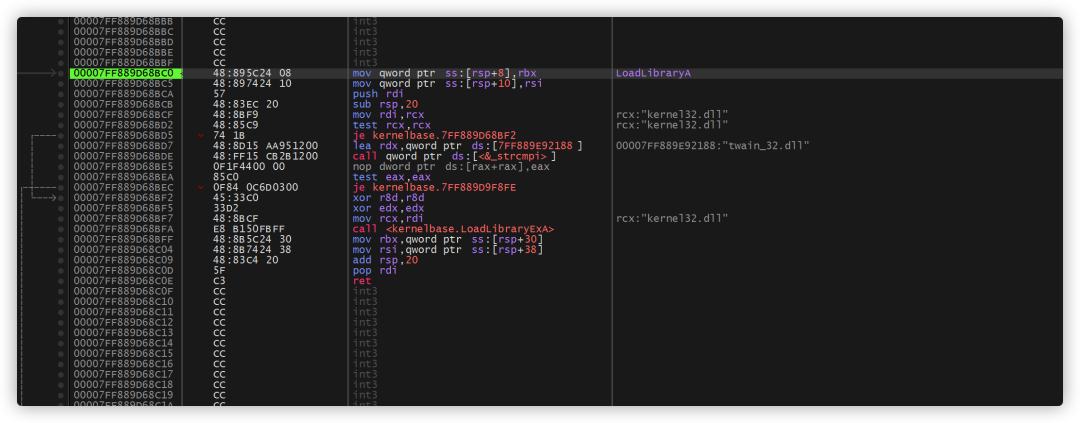 00007FF889D68BBB CC int3
00007FF889D68BBC CC int3
00007FF889D68BBD CC int3
00007FF889D68BBE CC int3
00007FF889D68BBF CC int3
00007FF889D68BC0 48:895C24 08 mov qword ptr ss:[rsp+8],rbx LoadLibraryA
00007FF889D68BC5 48:897424 10 mov qword ptr ss:[rsp+10],rsi
00007FF889D68BCA 57 push rdi
00007FF889D68BCB 48:83EC 20 sub rsp,20
00007FF889D68BCF 48:8BF9 mov rdi,rcx rcx:"kernel32.dll"
00007FF889D68BD2 48:85C9 test rcx,rcx rcx:"kernel32.dll"
00007FF889D68BD5 74 1B je kernelbase.7FF889D68BF2
00007FF889D68BD7 48:8D15 AA951200 lea rdx,qword ptr ds:[7FF889E92188] 00007FF889E92188:"twain_32.dll"
00007FF889D68BDE 48:FF15 CB2B1200 call qword ptr ds:[<&_strcmpi>]
00007FF889D68BE5 0F1F4400 00 nop dword ptr ds:[rax+rax],eax
00007FF889D68BEA 85C0 test eax,eax
00007FF889D68BEC 0F84 0C6D0300 je kernelbase.7FF889D9F8FE
00007FF889D68BF2 45:33C0 xor r8d,r8d
00007FF889D68BF5 33D2 xor edx,edx
00007FF889D68BF7 48:8BCF mov rcx,rdi rcx:"kernel32.dll"
00007FF889D68BFA E8 B150FBFF call <kernelbase.LoadLibraryExA>
00007FF889D68BFF 48:8B5C24 30 mov rbx,qword ptr ss:[rsp+30]
00007FF889D68C04 48:8B7424 38 mov rsi,qword ptr ss:[rsp+38]
00007FF889D68C09 48:83C4 20 add rsp,20
00007FF889D68C0D 5F pop rdi
00007FF889D68C0E C3 ret
00007FF889D68C0F CC int3
00007FF889D68C10 CC int3
00007FF889D68C11 CC int3
00007FF889D68C12 CC int3
00007FF889D68C13 CC int3
00007FF889D68C14 CC int3
00007FF889D68C15 CC int3
00007FF889D68C16 CC int3
00007FF889D68C17 CC int3
00007FF889D68C18 CC int3
00007FF889D68C19 CC int3
00007FF889D68C1A CC int3